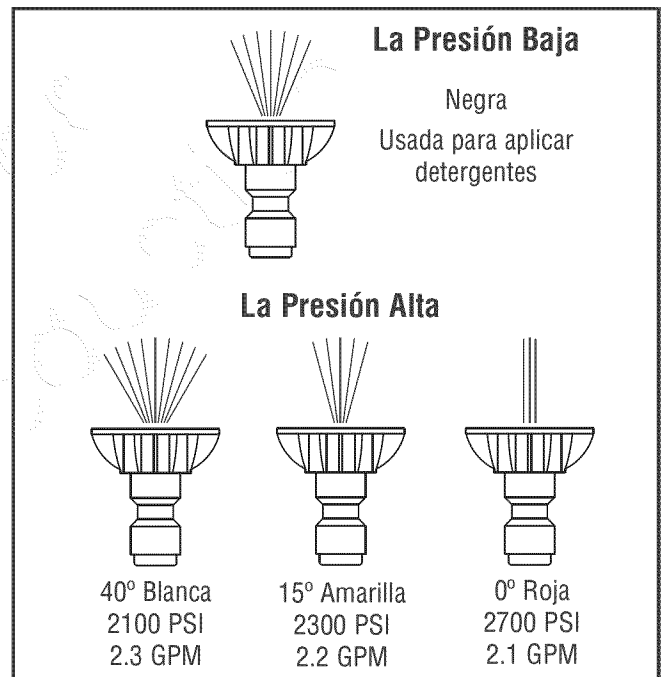 La Presión Baja
Negra
Usada para aplicar
detergentes
La Presión Alta
40º Blanca
2100 PSI
2.3 GPM
15º Amarilla
2300 PSI
2.2 GPM
0º Roja
2700 PSI
2.1 GPM